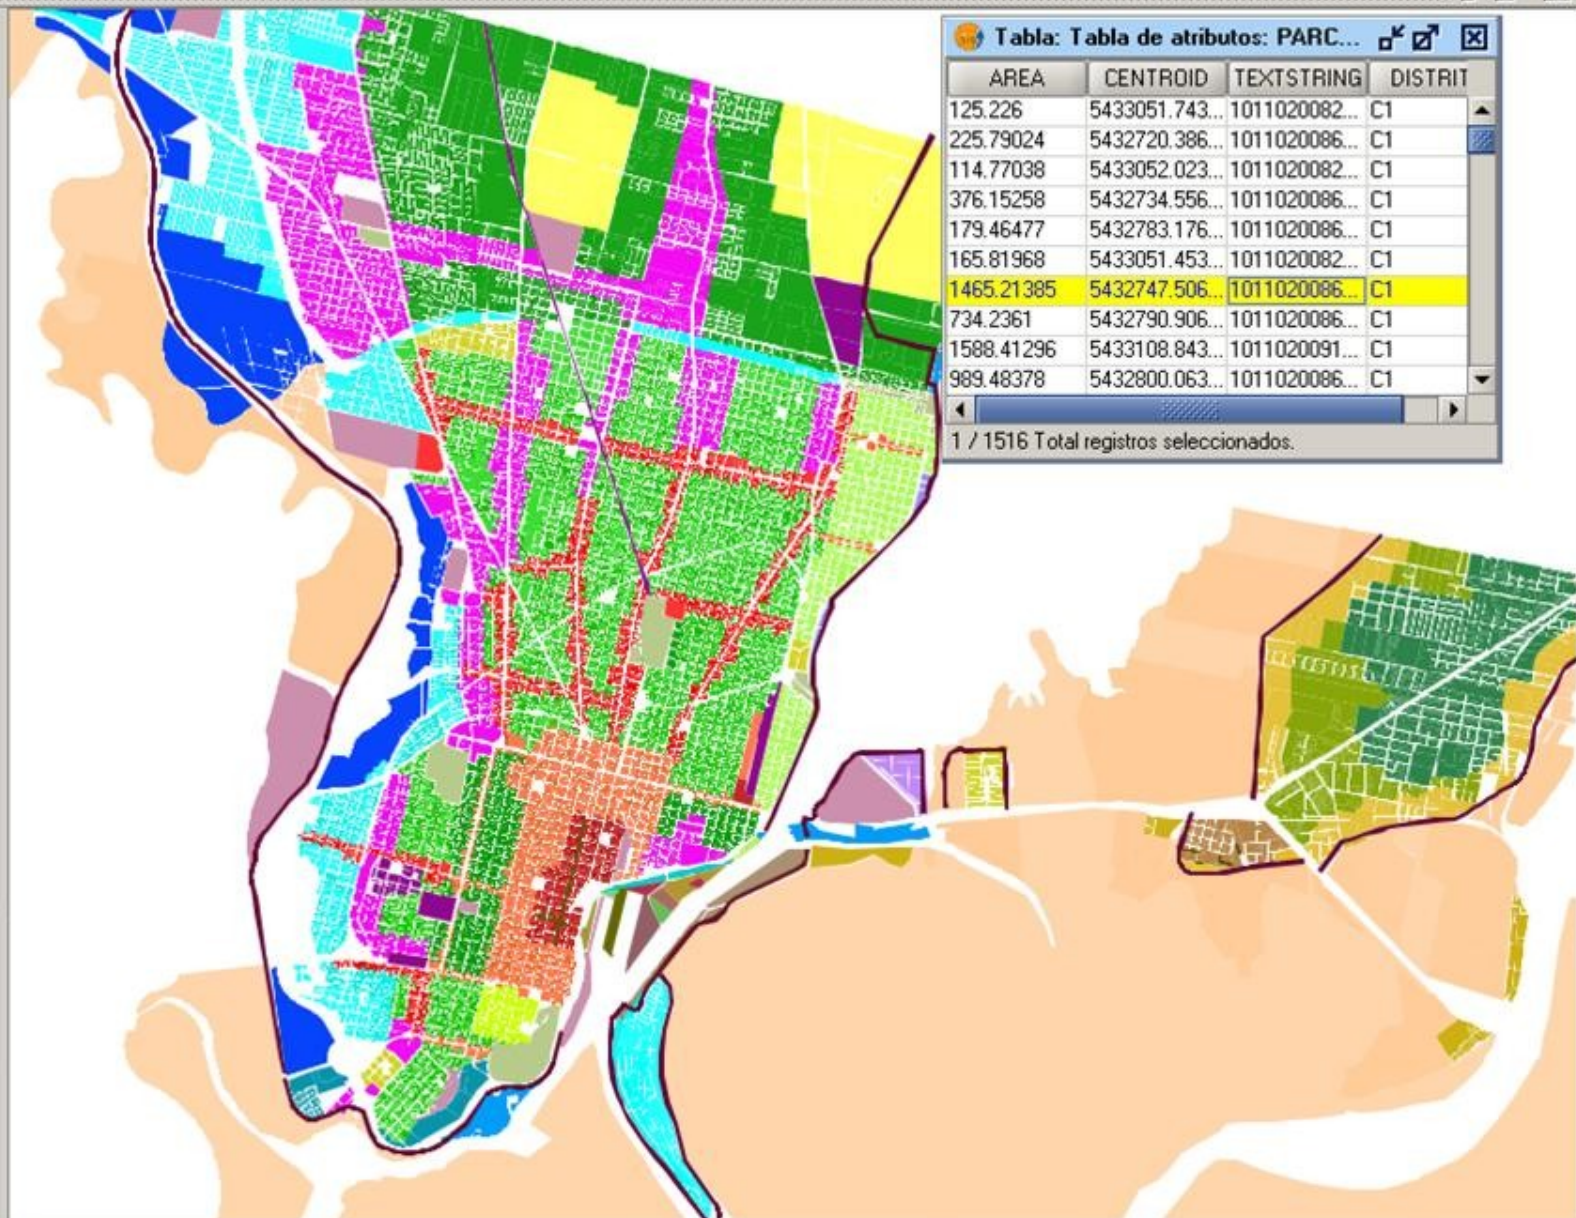 Tabla: Tabla de atributos: PARC...
AREA CENTROID TEXTSTRING DISTRIT
125.226 5433051.743... 1011020082... C1
225.79024 5432720.386... 1011020086... C1
114.77038 5433052.023... 1011020082... C1
376.15258 5432734.556... 1011020086... C1
179.46477 5432783.176... 1011020086... C1
165.81968 5433051.453... 1011020082... C1
1465.21385 5432747.506... 1011020086... C1
734.2361 5432790.906... 1011020086... C1
1588.41296 5433108.843... 1011020091... C1
989.48378 5432800.063... 1011020086... C1
1 / 1516 Total registros seleccionados.